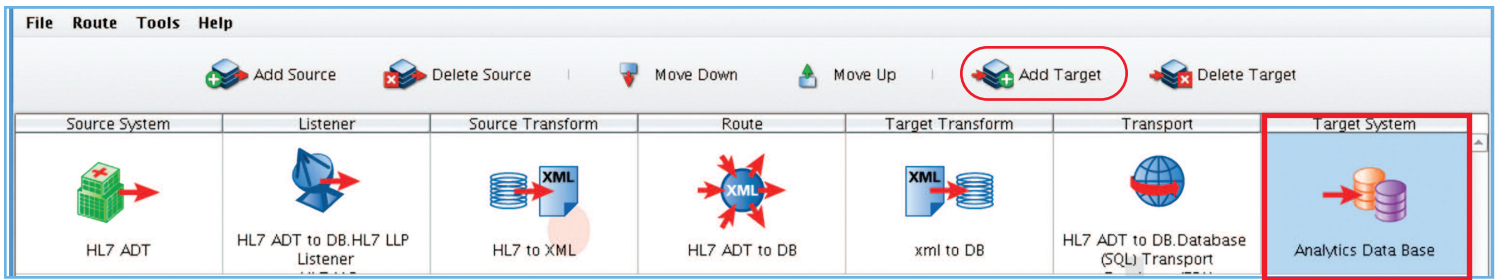 File Route Tools Help
Add Source Delete Source Move Down Move Up Add Target Delete Target
Source System Listener Source Transform Route Target Transform Transport Target System
XML XML XML
HL7 ADT HL7 ADT to DB.HL7 LLP Listener HL7 to XML HL7 ADT to DB xml to DB HL7 ADT to DB.Database (SQL) Transport Analytics Data Base